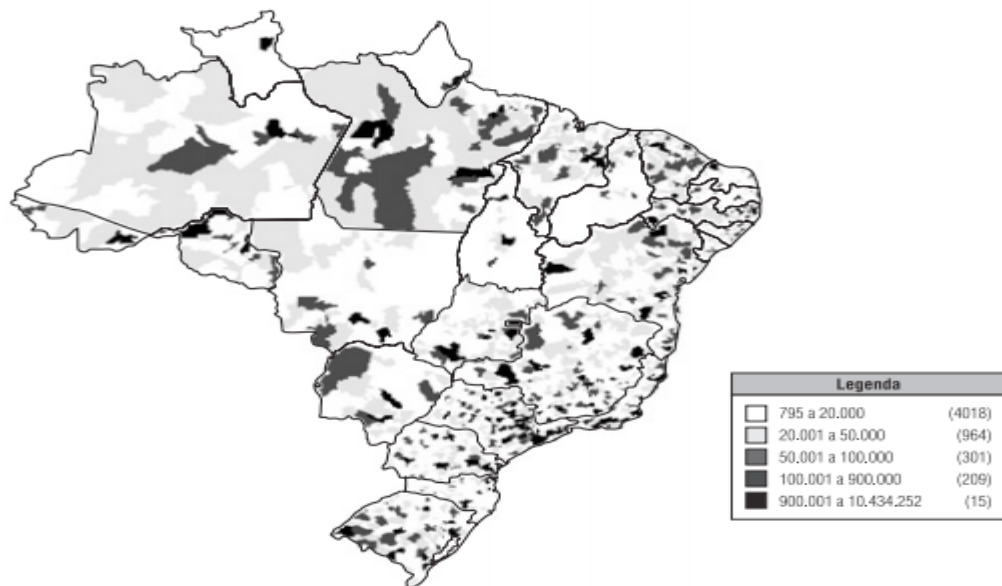 Legenda
795 a 20.000 (4018)
20.001 a 50.000 (964)
50.001 a 100.000 (301)
100.001 a 900.000 (209)
900.001 a 10.434.252 (15)